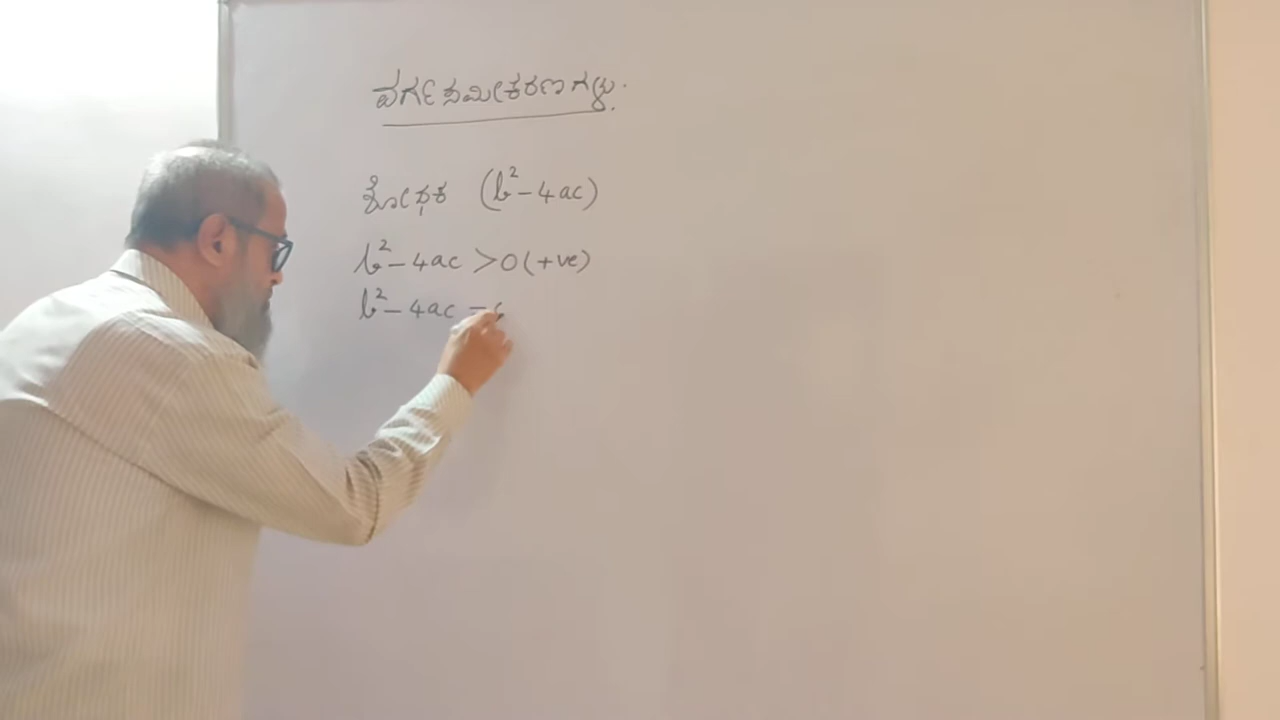 ವರ್ಗಸಮೀಕರಣಗಳು.
ಶೋಧಕ (b²-4ac)
b²-4ac >0(+ve)
b²-4ac =